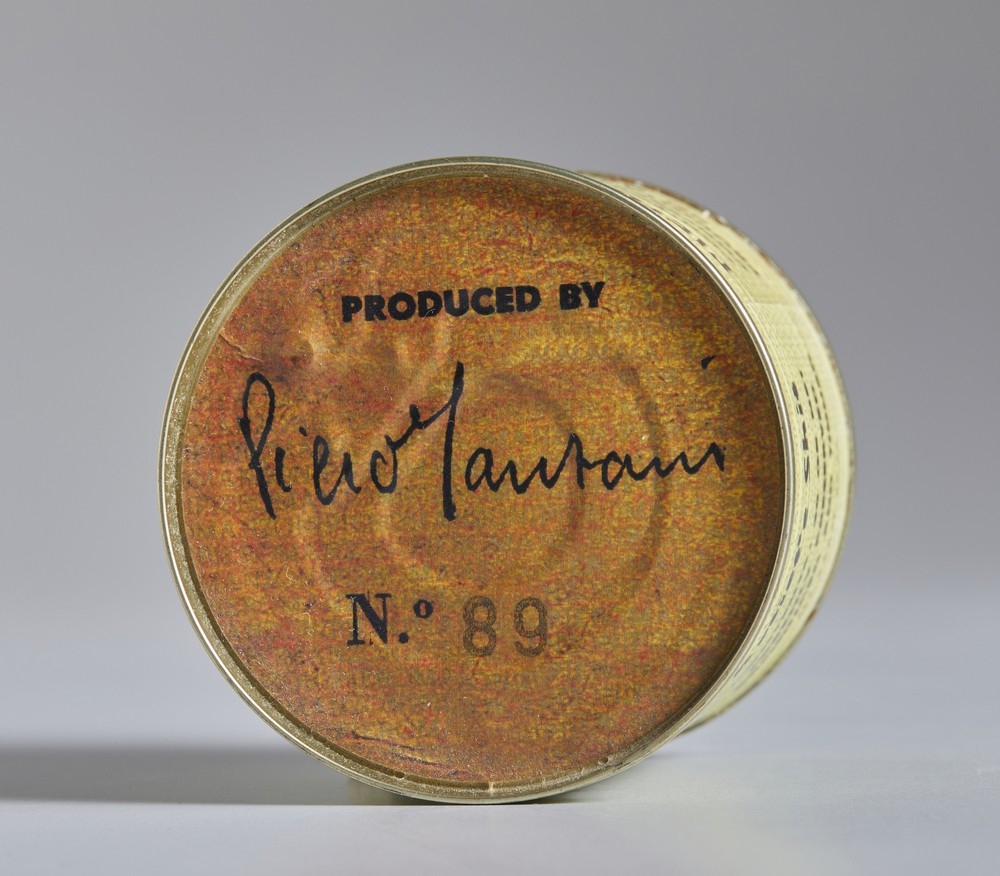 PRODUCED BY
Piero Manzoni
N.º 89